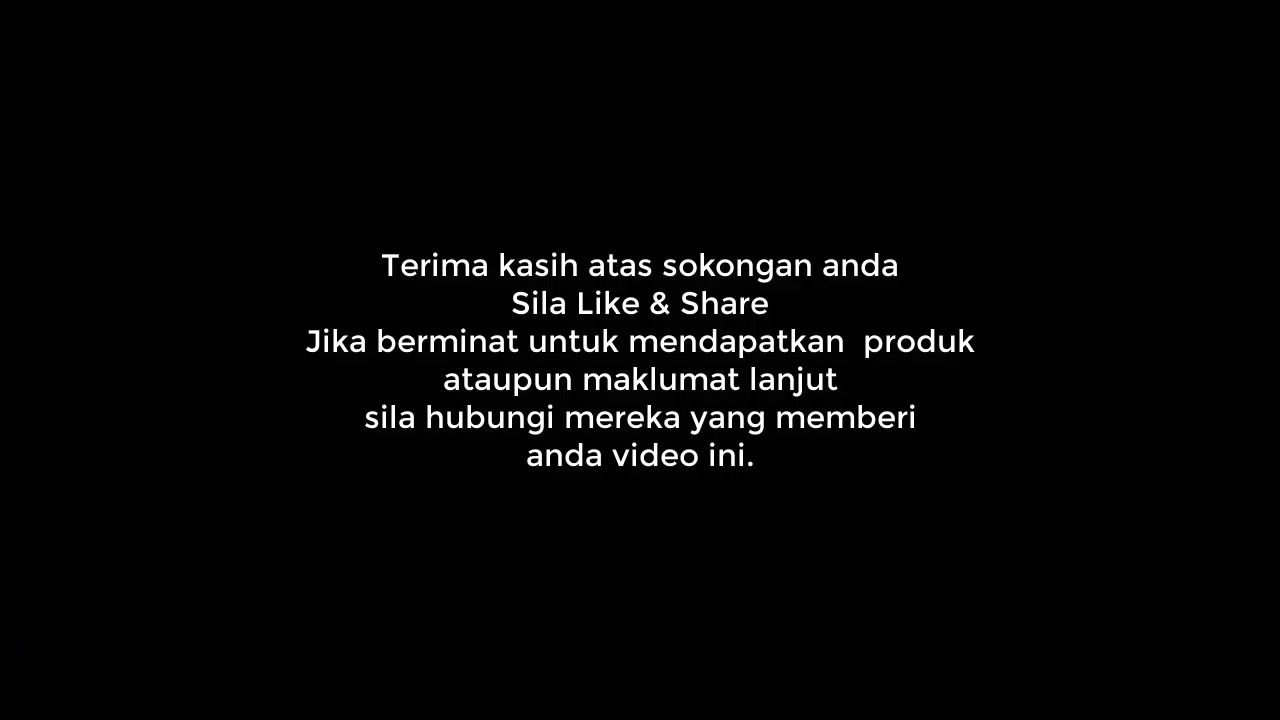 Terima kasih atas sokongan anda
Sila Like & Share
Jika berminat untuk mendapatkan  produk
ataupun maklumat lanjut
sila hubungi mereka yang memberi
anda video ini.